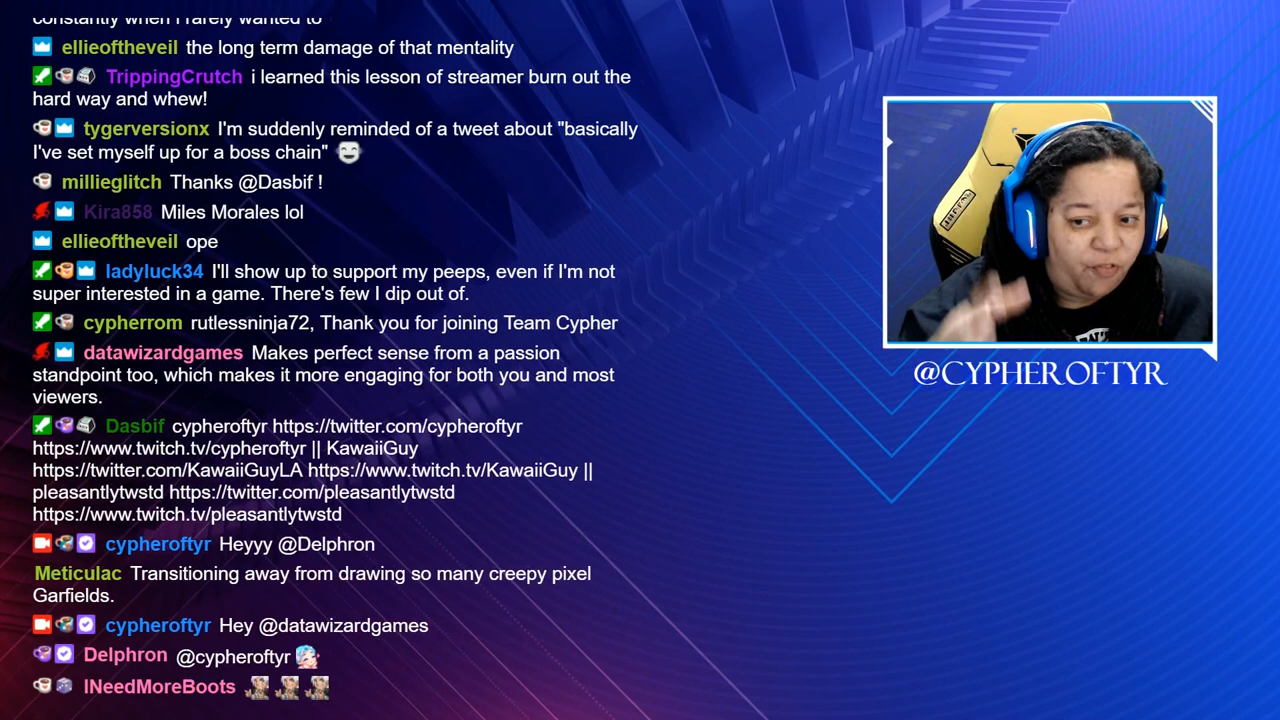 constantly when I rarely wanted to
ellieoftheveil the long term damage of that mentality
TrippingCrutch i learned this lesson of streamer burn out the
hard way and whew!
tygerversionx I'm suddenly reminded of a tweet about "basically
I've set myself up for a boss chain"
millieglitch Thanks @Dasbif !
Kira858 Miles Morales lol
ellieoftheveil ope
ladyluck34 I'll show up to support my peeps, even if I'm not
super interested in a game. There's few I dip out of.
cypherrom rutlessninja72, Thank you for joining Team Cypher
datawizardgames Makes perfect sense from a passion
standpoint too, which makes it more engaging for both you and most
viewers.
Dasbif cypheroftyr https://twitter.com/cypheroftyr
https://www.twitch.tv/cypheroftyr || KawaiiGuy
https://twitter.com/KawaiiGuyLA https://www.twitch.tv/KawaiiGuy ||
pleasantlytwstd https://twitter.com/pleasantlytwstd
https://www.twitch.tv/pleasantlytwstd
cypheroftyr Heyyy @Delphron
Meticulac Transitioning away from drawing so many creepy pixel
Garfields.
cypheroftyr Hey @datawizardgames
Delphron @cypheroftyr
INeedMoreBoots
@CYPHEROFTYR